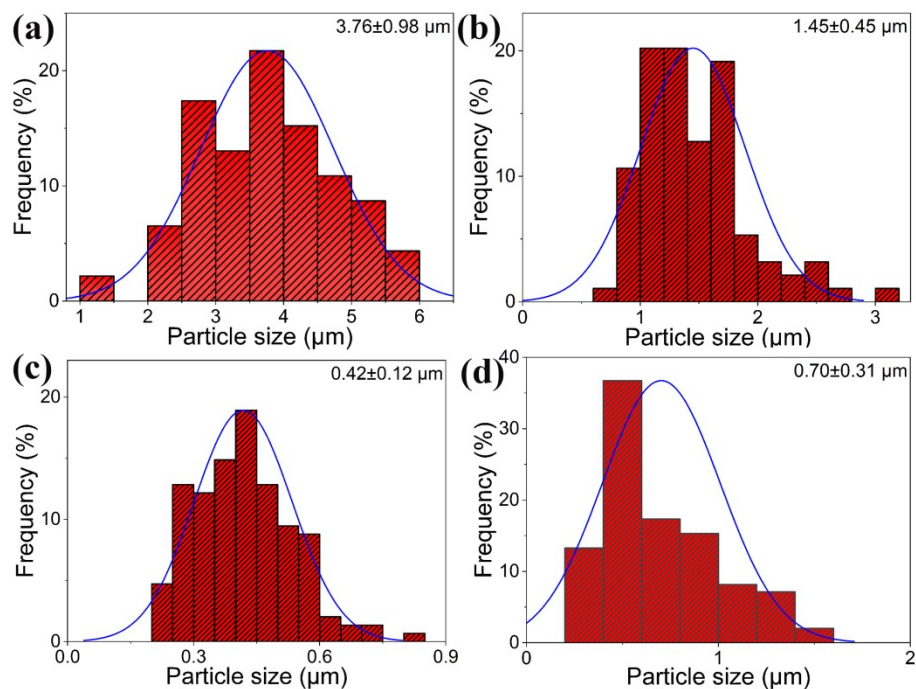 (a)
3.76±0.98 µm
Frequency (%)
20
10
0
1 2 3 4 5 6
Particle size (µm)
(b)
1.45±0.45 µm
Frequency (%)
20
10
0
0 1 2 3
Particle size (µm)
(c)
0.42±0.12 µm
Frequency (%)
20
10
0
0.0 0.3 0.6 0.9
Particle size (µm)
(d)
0.70±0.31 µm
Frequency (%)
40
30
20
10
0
0 1 2
Particle size (µm)